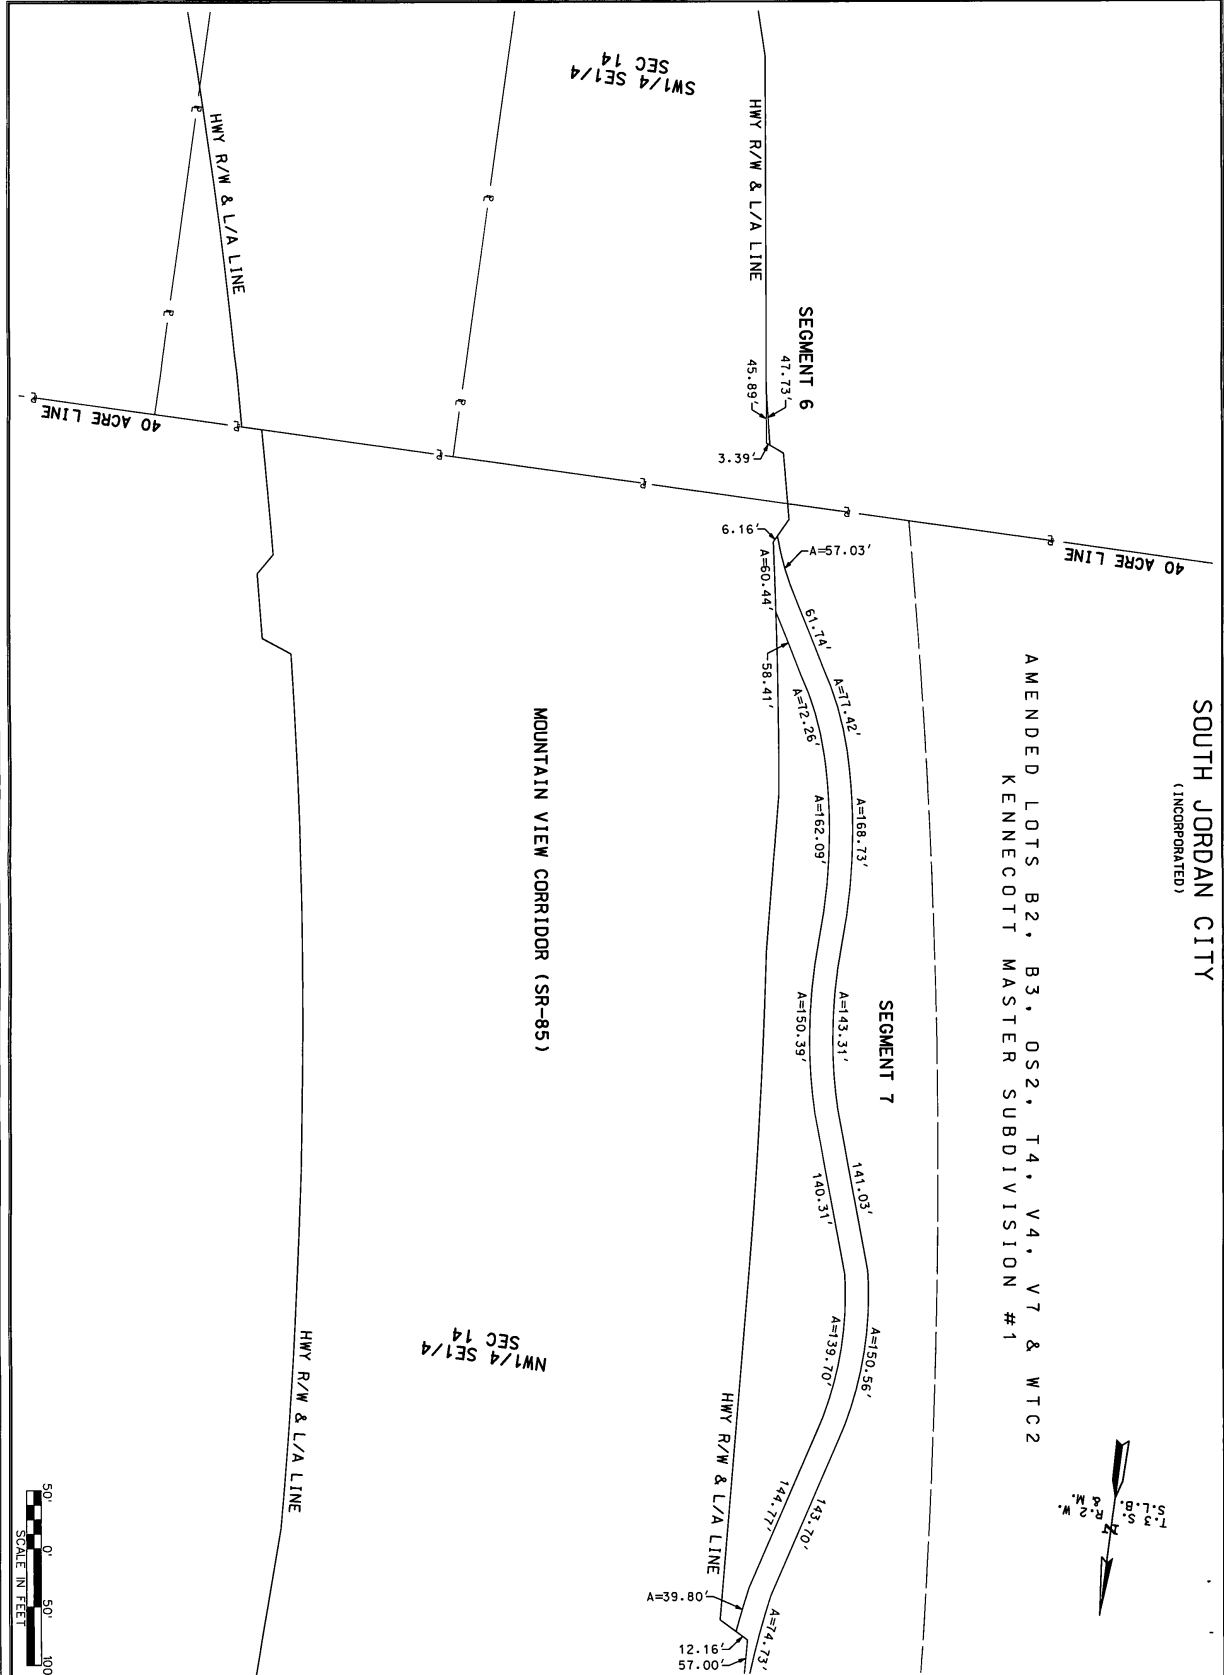 SOUTH JORDAN CITY
(INCORPORATED)
AMENDED LOTS B2, B3, OS2, T4, V4, V7 & WTC2
KENNECOTT MASTER SUBDIVISION #1
T.3 S. R.2 W.
S.L.B. & M.
N
40 ACRE LINE
SEGMENT 7
A=57.03'
61.74'
A=77.42'
A=168.73'
A=143.31'
141.03'
A=150.56'
143.70'
A=74.73'
6.16'
A=60.44'
58.41'
A=72.26'
A=162.09'
A=150.39'
140.31'
A=139.70'
144.77'
A=39.80'
12.16'
57.00'
SEGMENT 6
47.73'
45.89'
3.39'
HWY R/W & L/A LINE
HWY R/W & L/A LINE
SW1/4 SE1/4
SEC 14
MOUNTAIN VIEW CORRIDOR (SR-85)
NW1/4 SE1/4
SEC 14
HWY R/W & L/A LINE
HWY R/W & L/A LINE
40 ACRE LINE
50' 0' 50' 100'
SCALE IN FEET